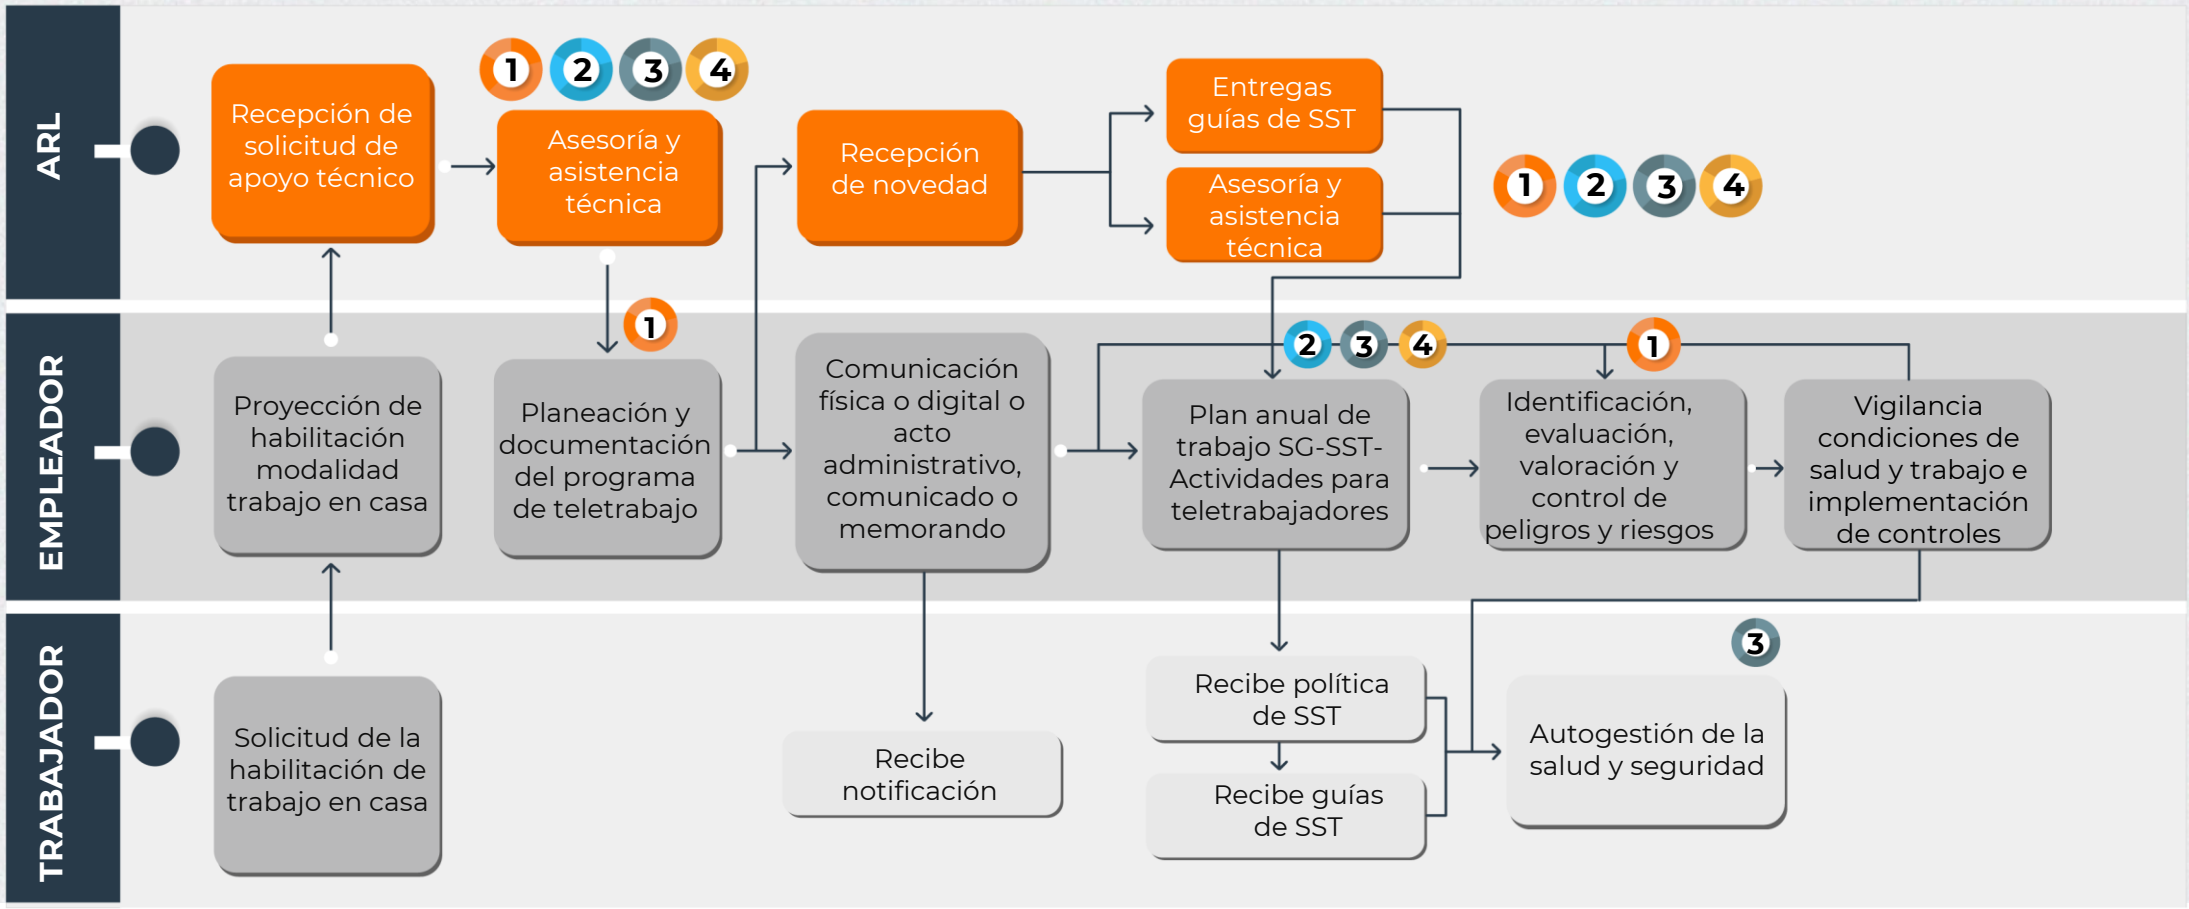 ARL
Recepción de
solicitud de
apoyo técnico
1 2 3 4
Asesoría y
asistencia
técnica
Recepción
de novedad
Entregas
guías de SST
Asesoría y
asistencia
técnica
1 2 3 4
EMPLEADOR
Proyección de
habilitación
modalidad
trabajo en casa
1
Planeación y
documentación
del programa
de teletrabajo
Comunicación
física o digital o
acto
administrativo,
comunicado o
memorando
2 3 4
Plan anual de
trabajo SG-SST-
Actividades para
teletrabajadores
1
Identificación,
evaluación,
valoración y
control de
peligros y riesgos
Vigilancia
condiciones de
salud y trabajo e
implementación
de controles
TRABAJADOR
Solicitud de la
habilitación de
trabajo en casa
Recibe
notificación
Recibe política
de SST
Recibe guías
de SST
3
Autogestión de la
salud y seguridad